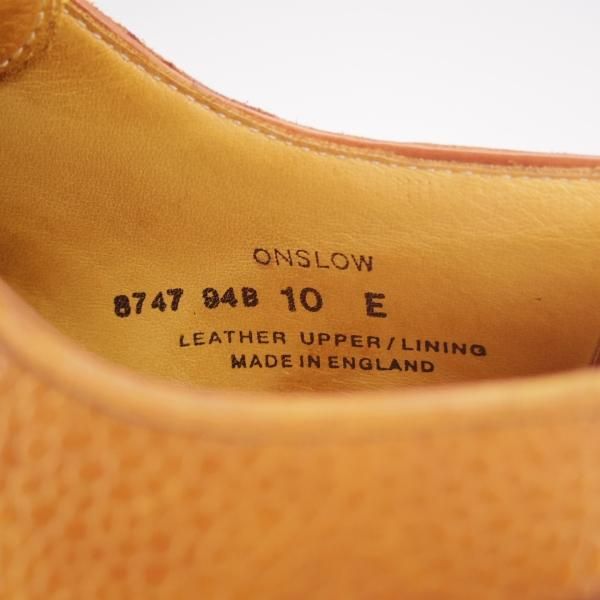 ONSLOW
8747 94B 10 E
LEATHER UPPER/LINING
MADE IN ENGLAND